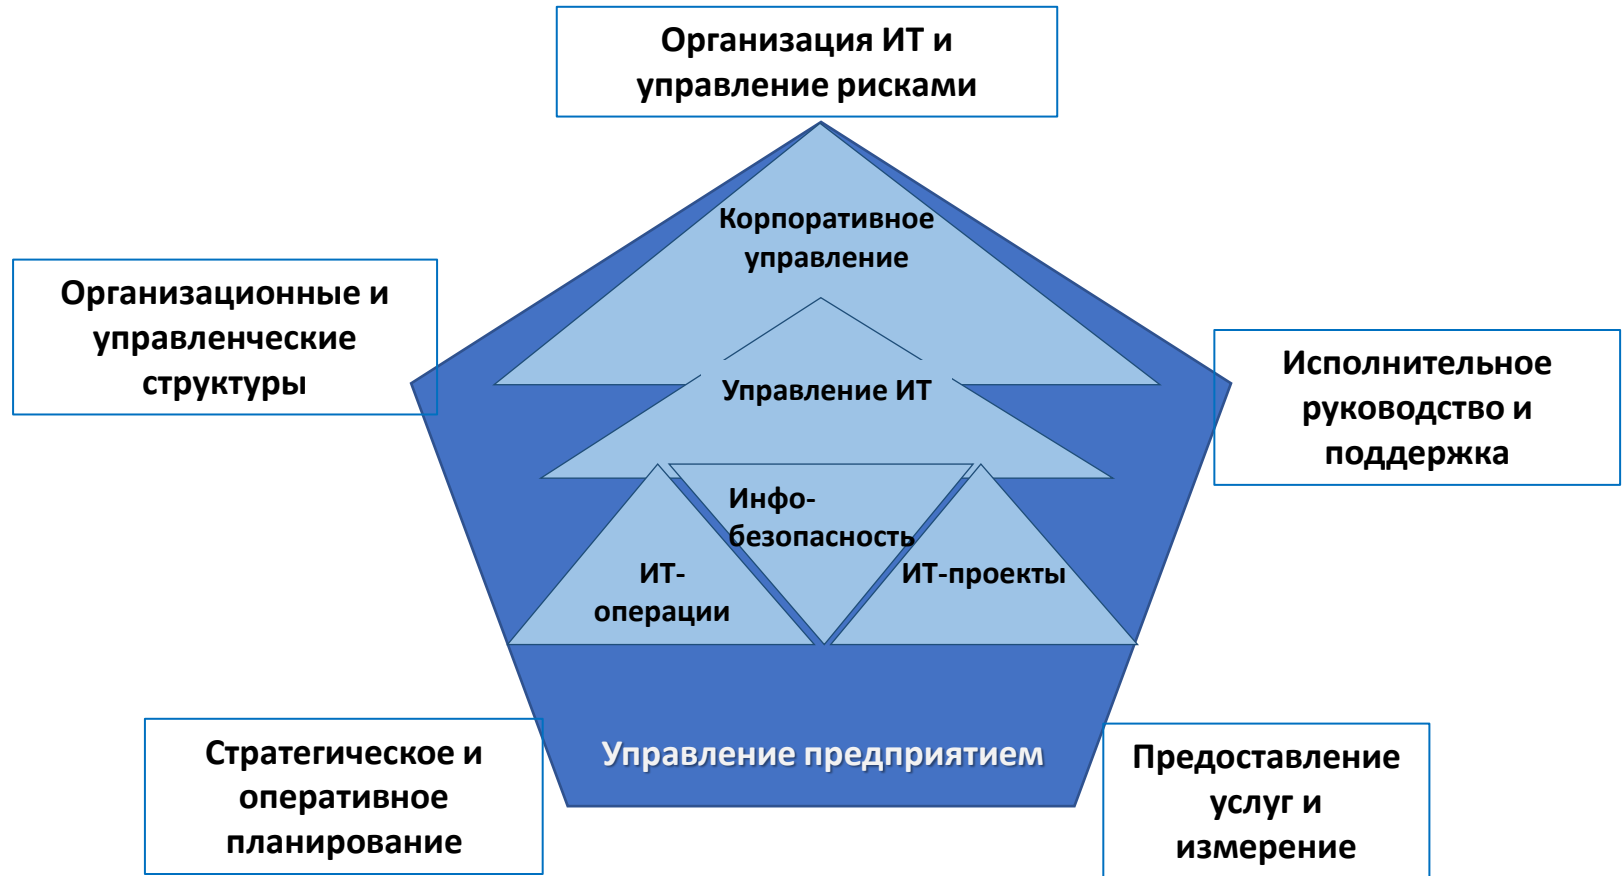 Организация ИТ и
управление рисками
Корпоративное
управление
Организационные и
управленческие
структуры
Исполнительное
руководство и
поддержка
Управление ИТ
Инфо-
безопасность
ИТ-
операции
ИТ-проекты
Управление предприятием
Стратегическое и
оперативное
планирование
Предоставление
услуг и
измерение